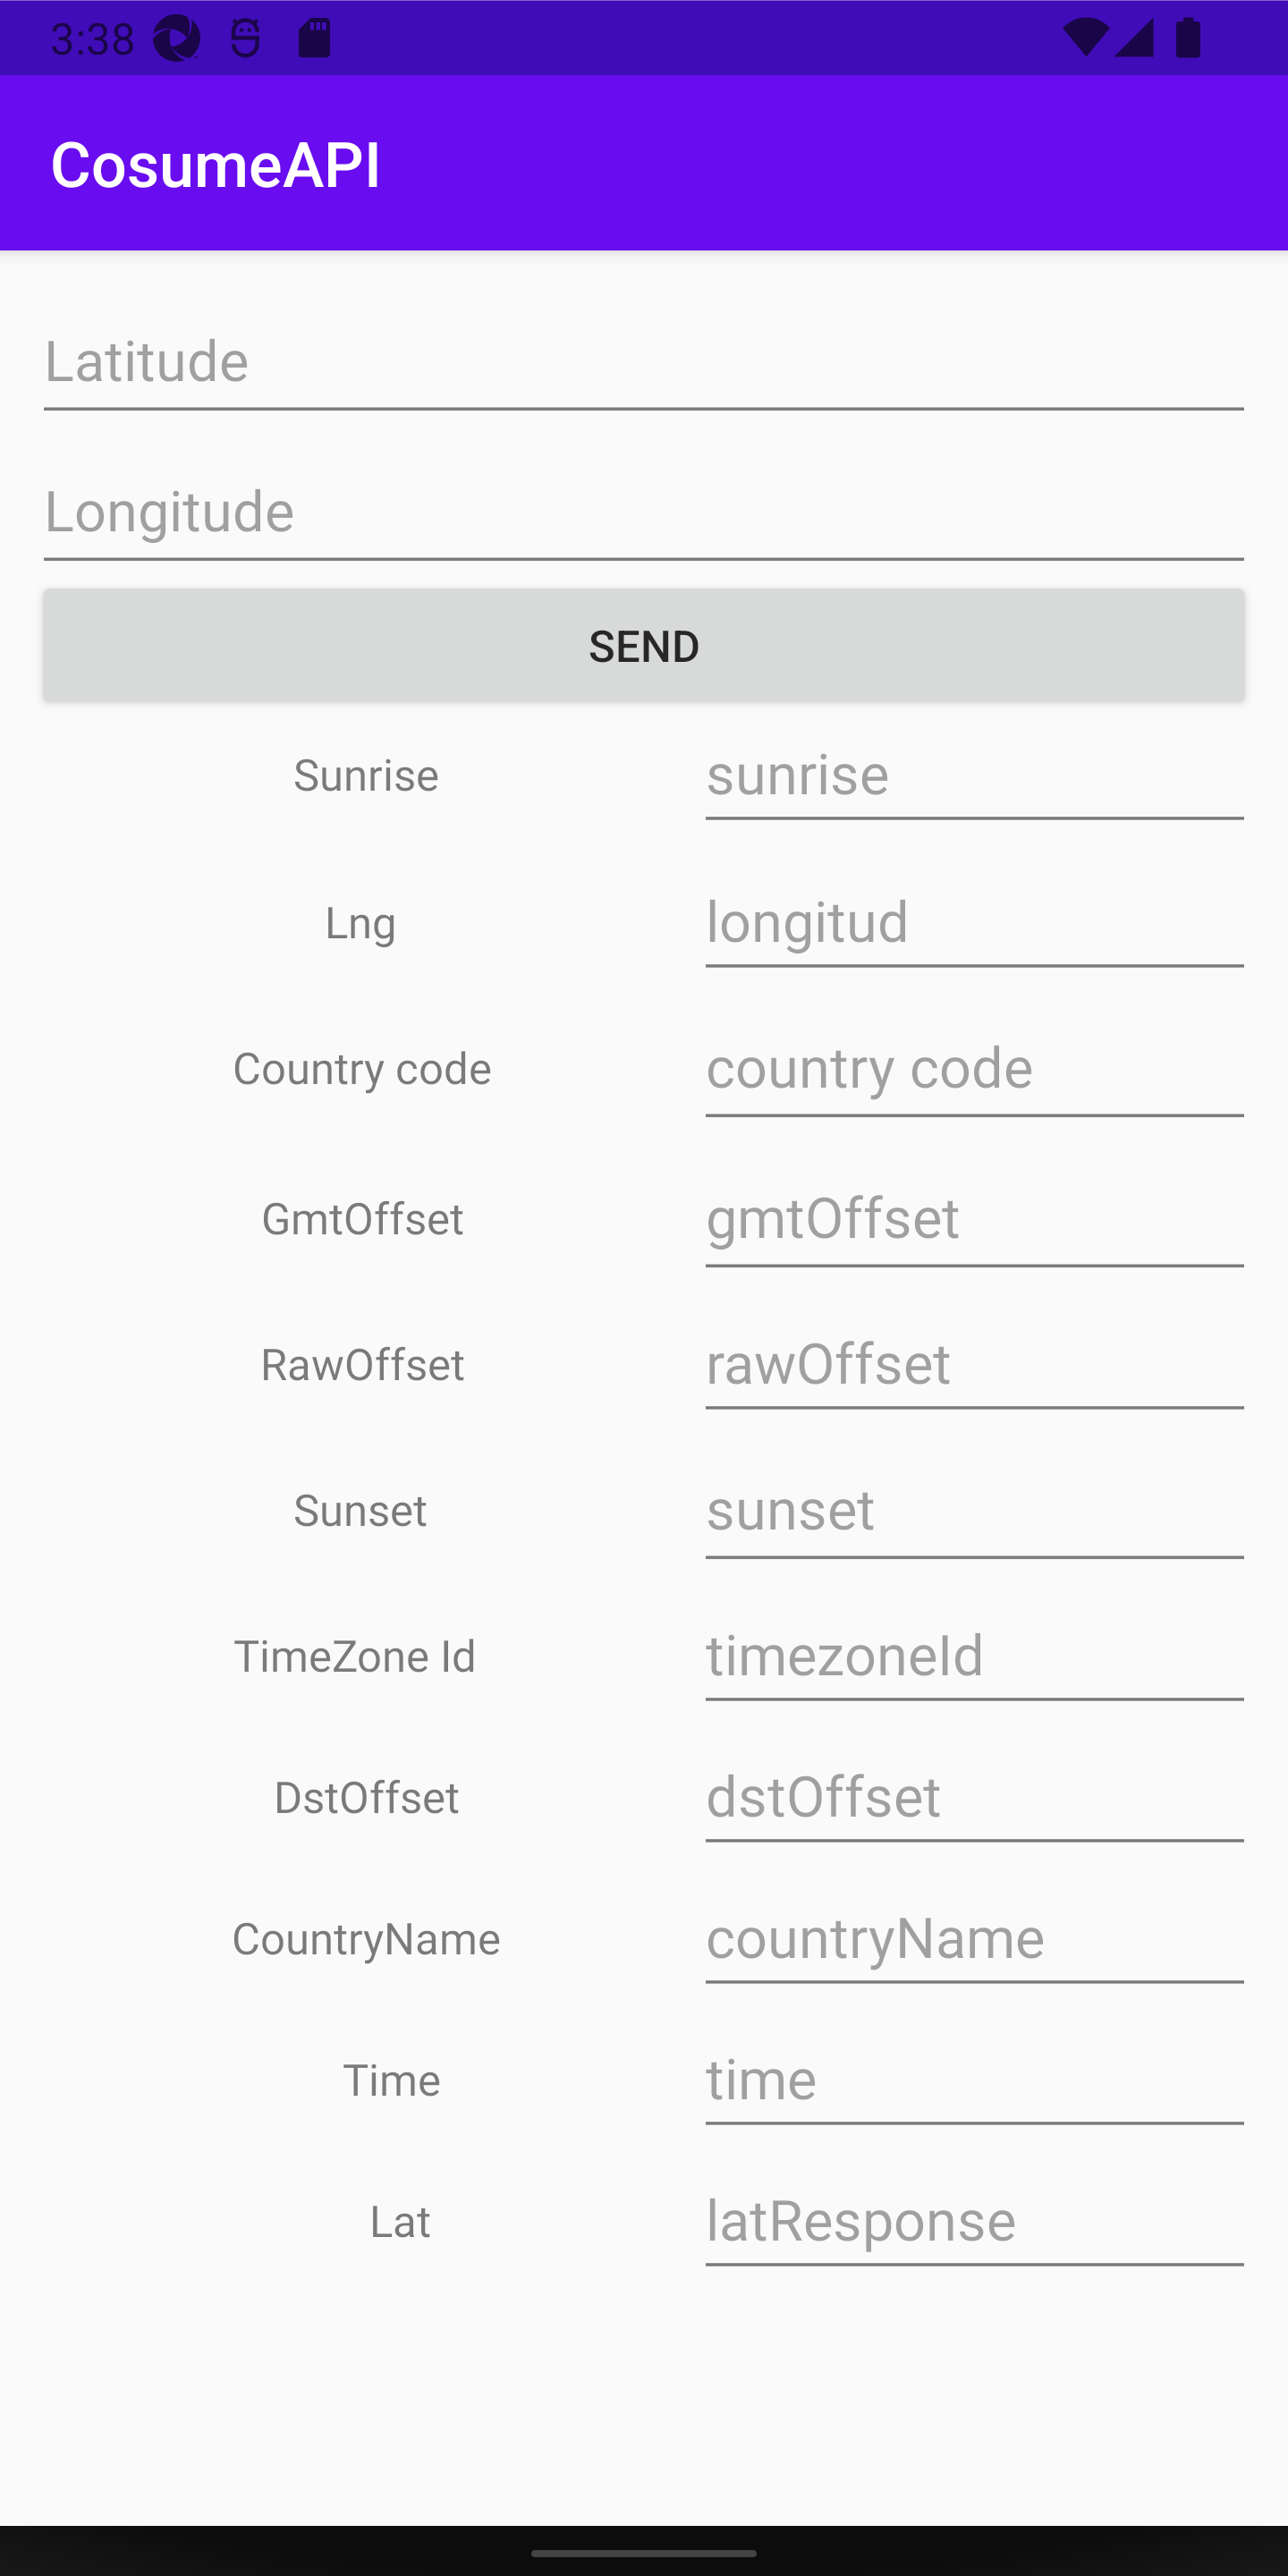 3:38
CosumeAPI
Latitude
Longitude
SEND
Sunrise sunrise
Lng longitud
Country code country code
GmtOffset gmtOffset
RawOffset rawOffset
Sunset sunset
TimeZone Id timezoneId
DstOffset dstOffset
CountryName countryName
Time time
Lat latResponse